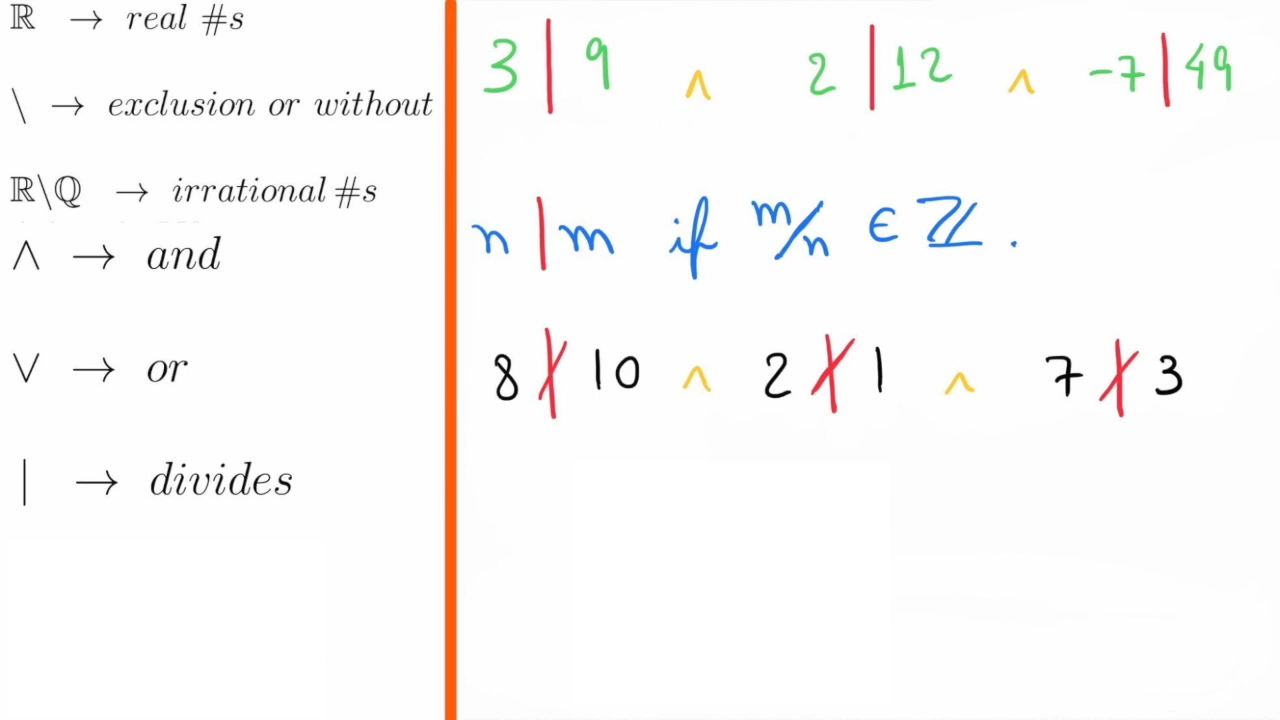 ℝ → real #s
\ → exclusion or without
ℝ\ℚ → irrational #s
∧ → and
∨ → or
| → divides
3 | 9 ∧ 2 | 12 ∧ -7 | 49
n | m if m/n ∈ ℤ.
8 ∤ 10 ∧ 2 ∤ 1 ∧ 7 ∤ 3